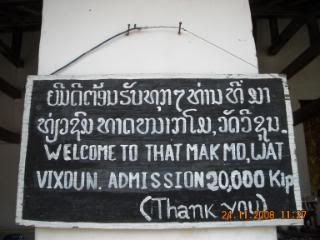 ຍິນດີຕ້ອນຮັບທຸກໆທ່ານ ທີ່ ມາ
ທ່ຽວຊົມ ທາດໝາກໂມ, ວັດວິຊຸນ.
WELCOME TO THAT MAK MO, WAT
VIXOUN. ADMISSION 20,000 Kip
(Thank you)
24.11.2008 11:27